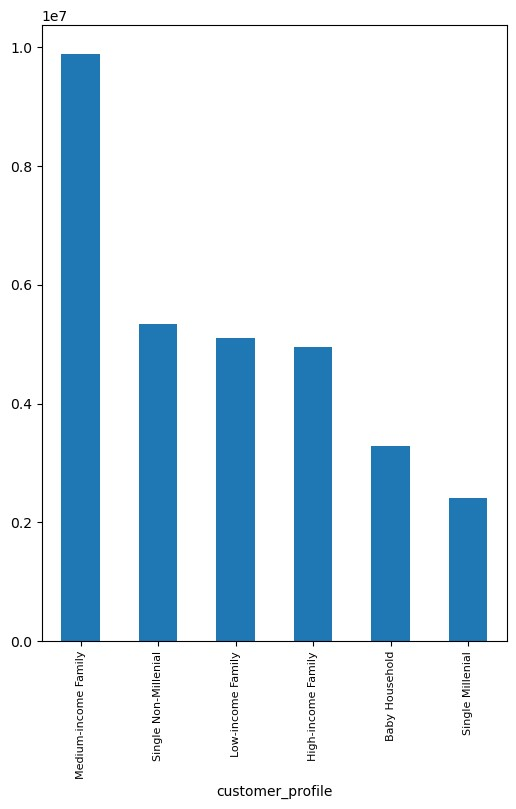 1e7
1.0
0.8
0.6
0.4
0.2
0.0
Medium-income Family
Single Non-Millenial
Low-income Family
High-income Family
Baby Household
Single Millenial
customer_profile